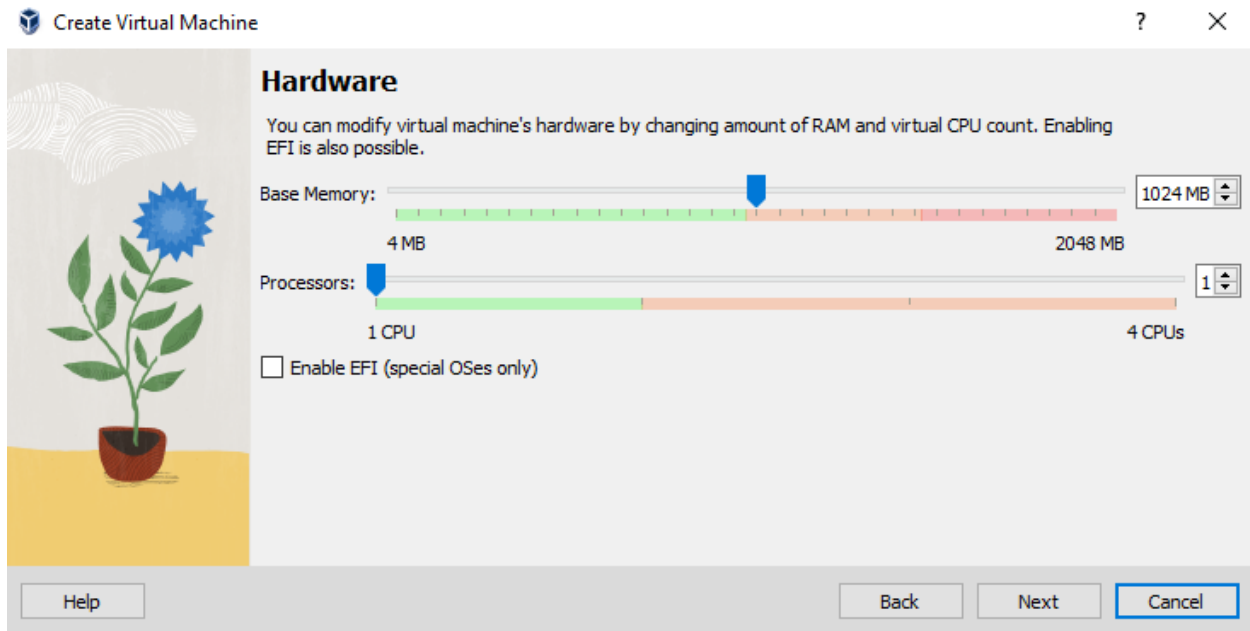 Create Virtual Machine ?
Hardware
You can modify virtual machine's hardware by changing amount of RAM and virtual CPU count. Enabling
EFI is also possible.
Base Memory: 1024 MB
4 MB 2048 MB
Processors: 1
1 CPU 4 CPUs
Enable EFI (special OSes only)
Help Back Next Cancel